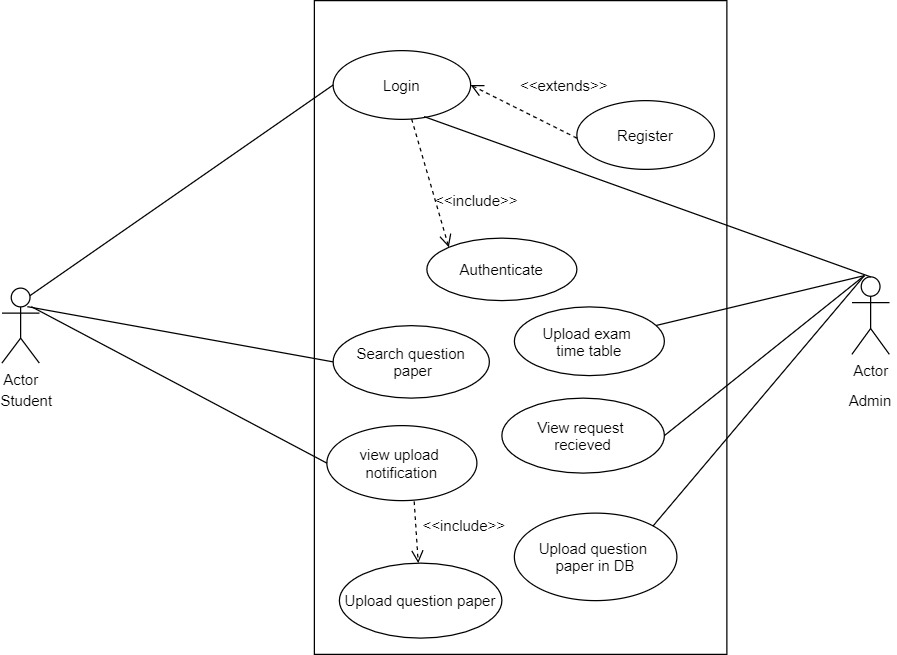 Login
<<extends>>
Register
<<include>>
Authenticate
Actor
Student
Search question
paper
Upload exam
time table
Actor
Admin
view upload
notification
View request
recieved
<<include>>
Upload question
paper in DB
Upload question paper